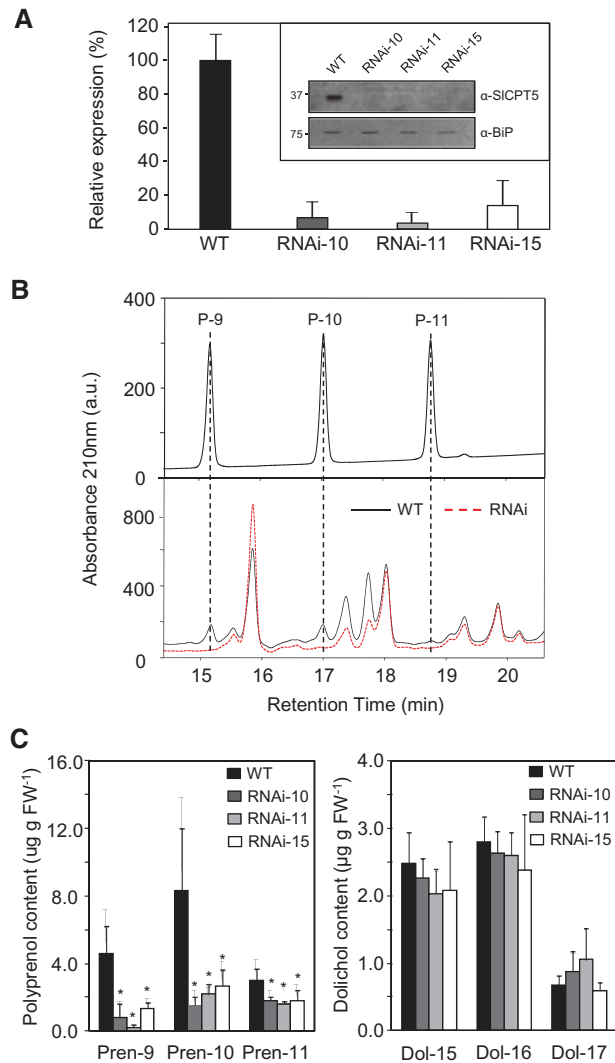 A
Relative expression (%)
120
100
80
60
40
20
0
WT
RNAi-10
RNAi-11
RNAi-15
37
α-SlCPT5
75
α-BiP
WT RNAi-10 RNAi-11 RNAi-15
B
Absorbance 210nm (a.u.)
400
300
200
0
P-9 P-10 P-11
800
400
0
WT RNAi
15 16 17 18 19 20
Retention Time (min)
C
Polyprenol content (ug g FW⁻¹)
16.0
12.0
8.0
4.0
0.0
WT
RNAi-10
RNAi-11
RNAi-15
* * * * * * * * *
Pren-9 Pren-10 Pren-11
Dolichol content (µg g FW⁻¹)
4.0
3.0
2.0
1.0
0.0
WT
RNAi-10
RNAi-11
RNAi-15
Dol-15 Dol-16 Dol-17